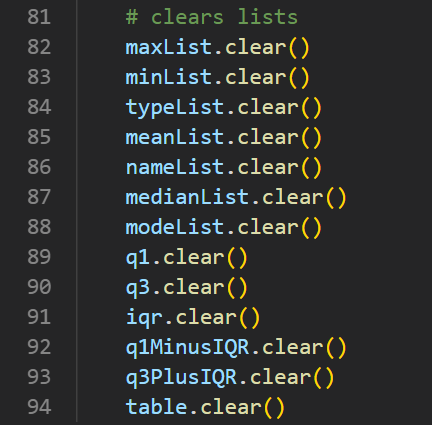 81 # clears lists
82 maxList.clear()
83 minList.clear()
84 typeList.clear()
85 meanList.clear()
86 nameList.clear()
87 medianList.clear()
88 modeList.clear()
89 q1.clear()
90 q3.clear()
91 iqr.clear()
92 q1MinusIQR.clear()
93 q3PlusIQR.clear()
94 table.clear()